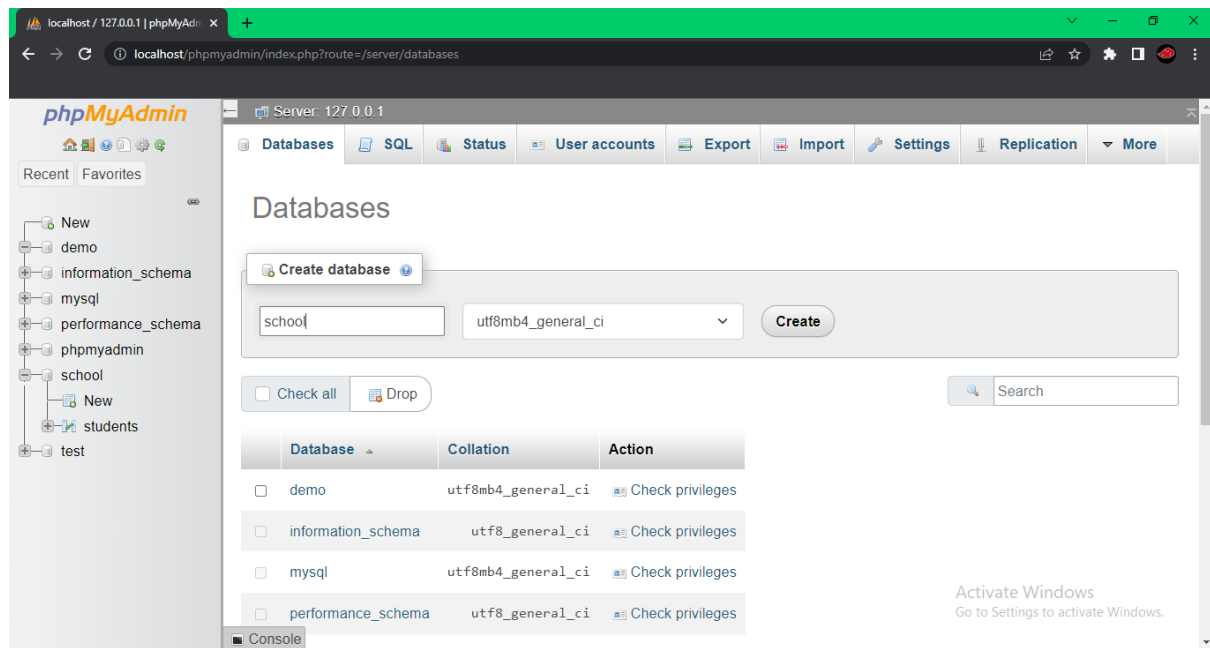 localhost / 127.0.0.1 | phpMyAdm
localhost/phpmyadmin/index.php?route=/server/databases
phpMyAdmin
Recent Favorites
New
demo
information_schema
mysql
performance_schema
phpmyadmin
school
New
students
test
Server: 127.0.0.1
Databases SQL Status User accounts Export Import Settings Replication More
Databases
Create database
school utf8mb4_general_ci Create
Check all Drop Search
Database Collation Action
demo utf8mb4_general_ci Check privileges
information_schema utf8_general_ci Check privileges
mysql utf8mb4_general_ci Check privileges
performance_schema utf8_general_ci Check privileges
Activate Windows
Go to Settings to activate Windows.
Console